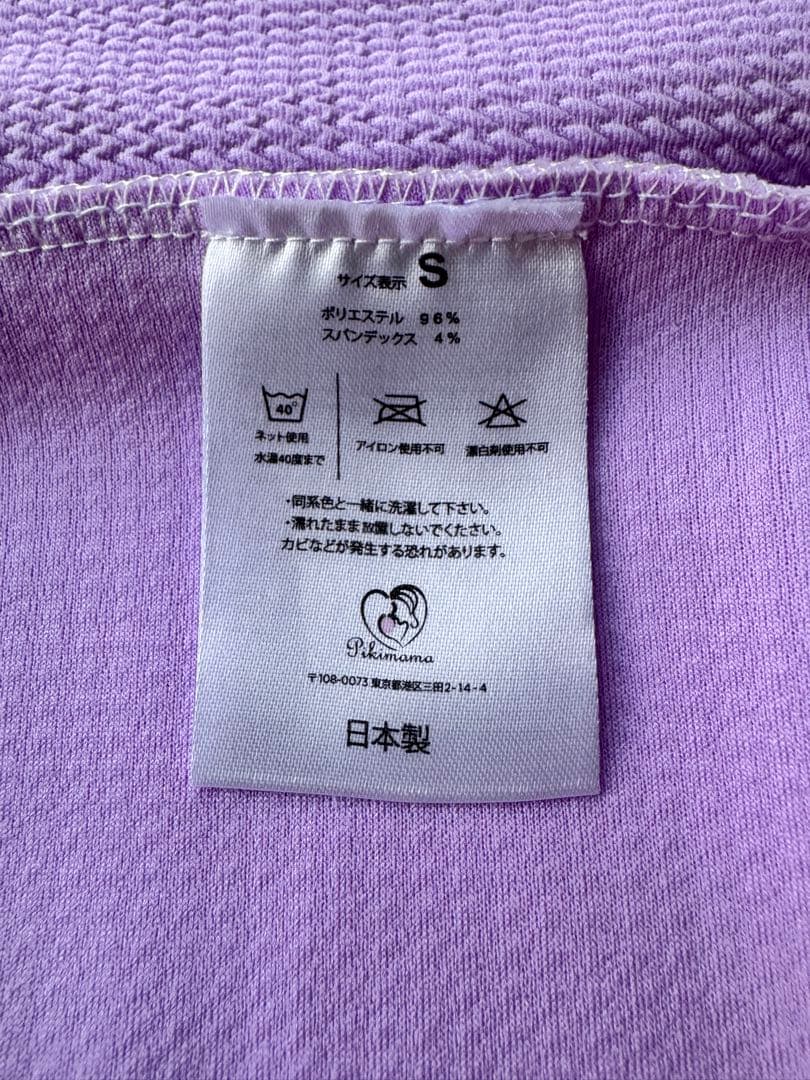 サイズ表示 S
ポリエステル 96%
スパンデックス 4%
40°
ネット使用
水温40度まで
アイロン使用不可
漂白剤使用不可
・同系色と一緒に洗濯して下さい。
・濡れたまま放置しないでください。
カビなどが発生する恐れがあります。
Pikimama
〒108-0073 東京都港区三田2-14-4
日本製